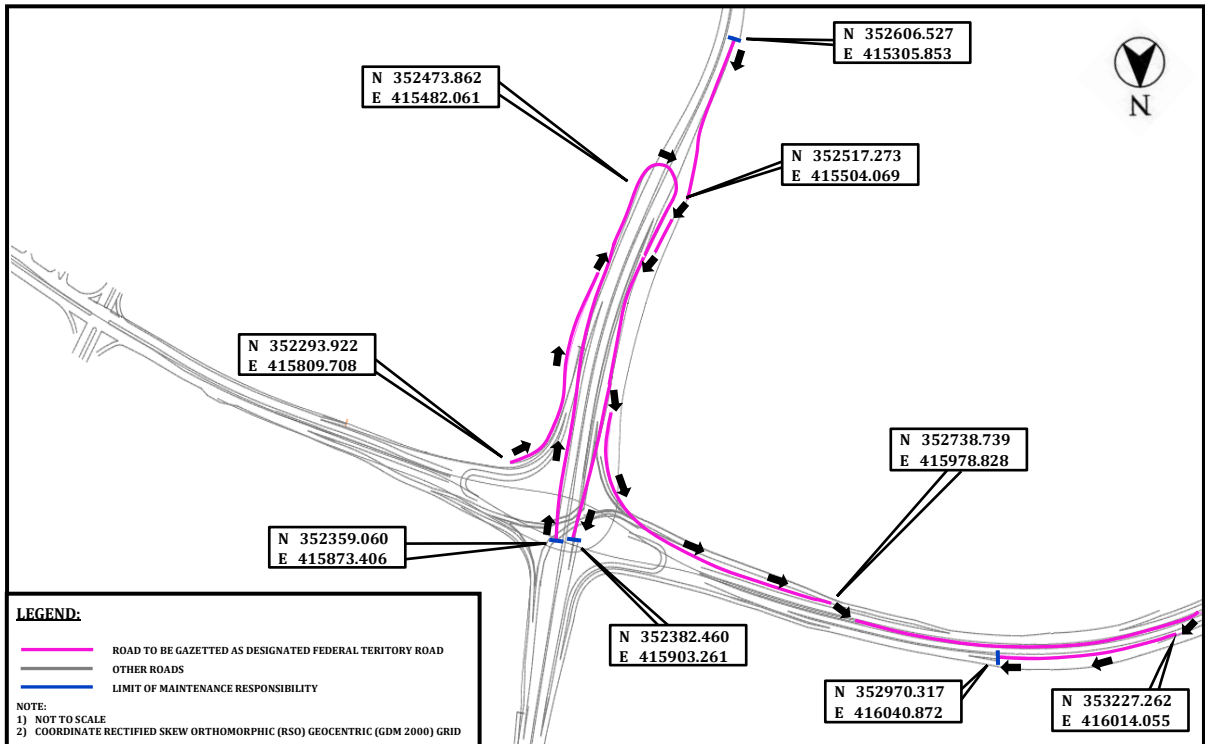 N 352606.527
E 415305.853
N 352473.862
E 415482.061
N
N 352517.273
E 415504.069
N 352293.922
E 415809.708
N 352738.739
E 415978.828
N 352359.060
E 415873.406
N 352382.460
E 415903.261
N 352970.317
E 416040.872
N 353227.262
E 416014.055
LEGEND:
ROAD TO BE GAZETTED AS DESIGNATED FEDERAL TERITORY ROAD
OTHER ROADS
LIMIT OF MAINTENANCE RESPONSIBILITY
NOTE:
1) NOT TO SCALE
2) COORDINATE RECTIFIED SKEW ORTHOMORPHIC (RSO) GEOCENTRIC (GDM 2000) GRID